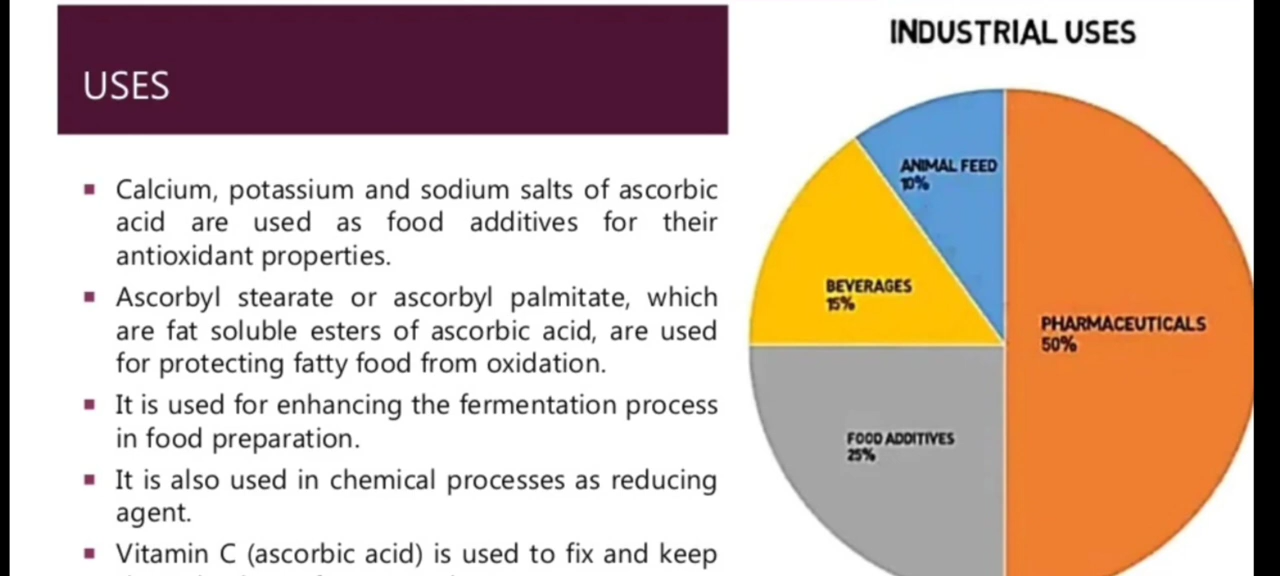 USES
Calcium, potassium and sodium salts of ascorbic
acid are used as food additives for their
antioxidant properties.
Ascorbyl stearate or ascorbyl palmitate, which
are fat soluble esters of ascorbic acid, are used
for protecting fatty food from oxidation.
It is used for enhancing the fermentation process
in food preparation.
It is also used in chemical processes as reducing
agent.
Vitamin C (ascorbic acid) is used to fix and keep
INDUSTRIAL USES
ANIMAL FEED
10%
BEVERAGES
15%
PHARMACEUTICALS
50%
FOOD ADDITIVES
25%